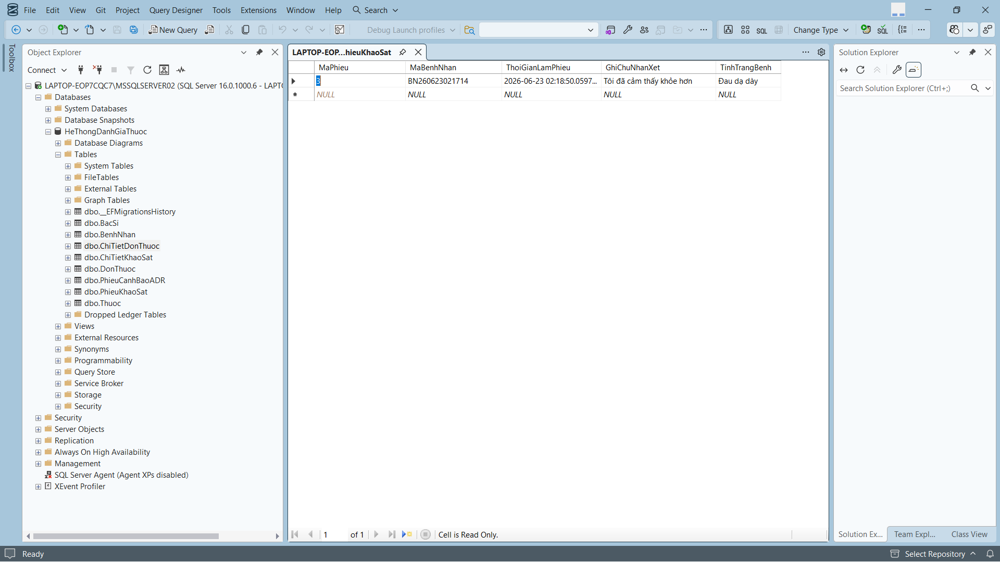 File Edit View Git Project Query Designer Tools Extensions Window Help Search
New Query Debug Launch profiles SQL Change Type SQL
Toolbox
Object Explorer
Connect
LAPTOP-EOP7CQC7\MSSQLSERVER02 (SQL Server 16.0.1000.6 - LAPTO
Databases
System Databases
Database Snapshots
HeThongDanhGiaThuoc
Database Diagrams
Tables
System Tables
FileTables
External Tables
Graph Tables
dbo.__EFMigrationsHistory
dbo.BacSi
dbo.BenhNhan
dbo.ChiTietDonThuoc
dbo.ChiTietKhaoSat
dbo.DonThuoc
dbo.PhieuCanhBaoADR
dbo.PhieuKhaoSat
dbo.Thuoc
Dropped Ledger Tables
Views
External Resources
Synonyms
Programmability
Query Store
Service Broker
Storage
Security
Security
Server Objects
Replication
Always On High Availability
Management
SQL Server Agent (Agent XPs disabled)
XEvent Profiler
LAPTOP-EOP...hieuKhaoSat
MaPhieu MaBenhNhan ThoiGianLamPhieu GhiChuNhanXet TinhTrangBenh
3 BN260623021714 2026-06-23 02:18:50.0597... Tôi đã cảm thấy khỏe hơn Đau dạ dày
NULL NULL NULL NULL NULL
1 of 1 Cell is Read Only.
Solution Explorer
Search Solution Explorer (Ctrl+;)
Solution Ex... Team Expl... Class View
Ready Select Repository